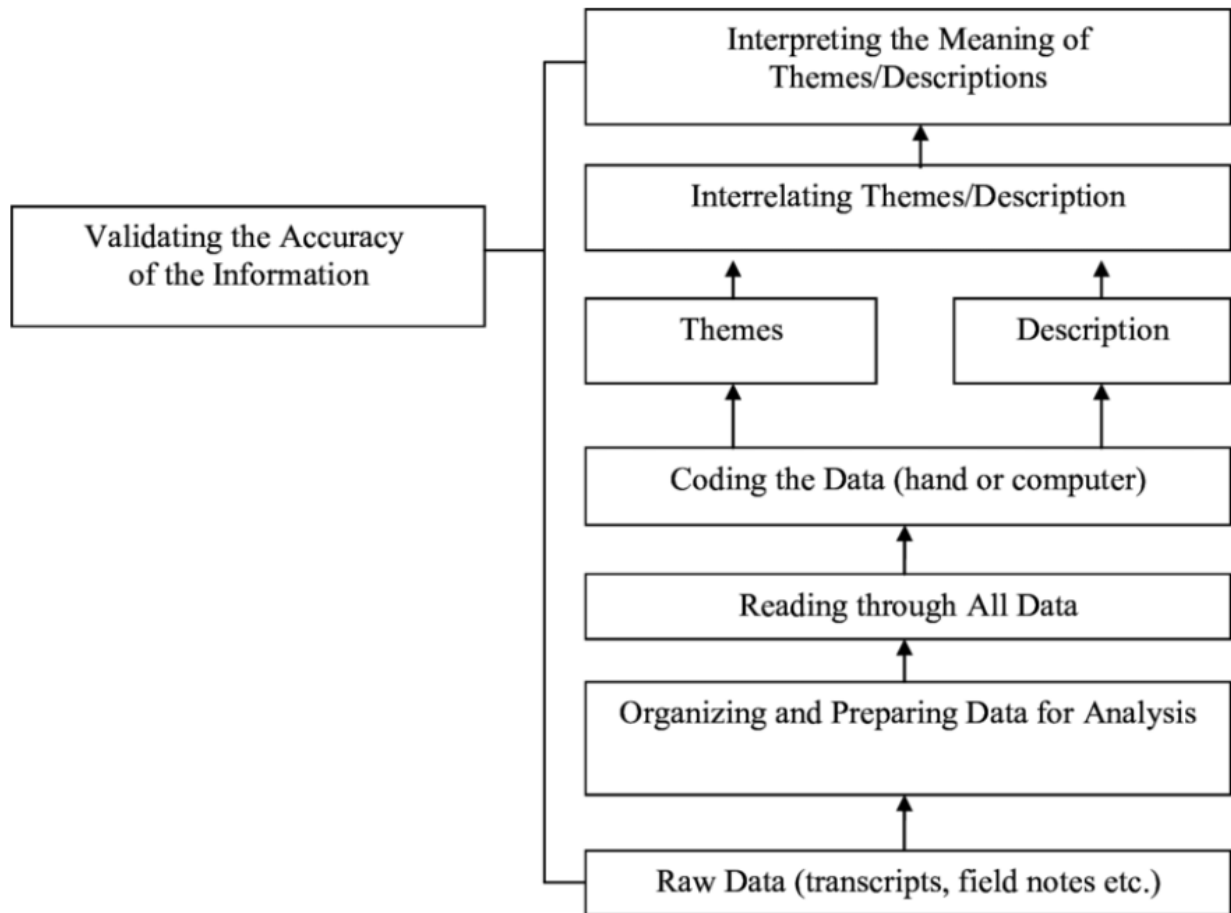 Interpreting the Meaning of
Themes/Descriptions
Interrelating Themes/Description
Validating the Accuracy
of the Information
Themes
Description
Coding the Data (hand or computer)
Reading through All Data
Organizing and Preparing Data for Analysis
Raw Data (transcripts, field notes etc.)